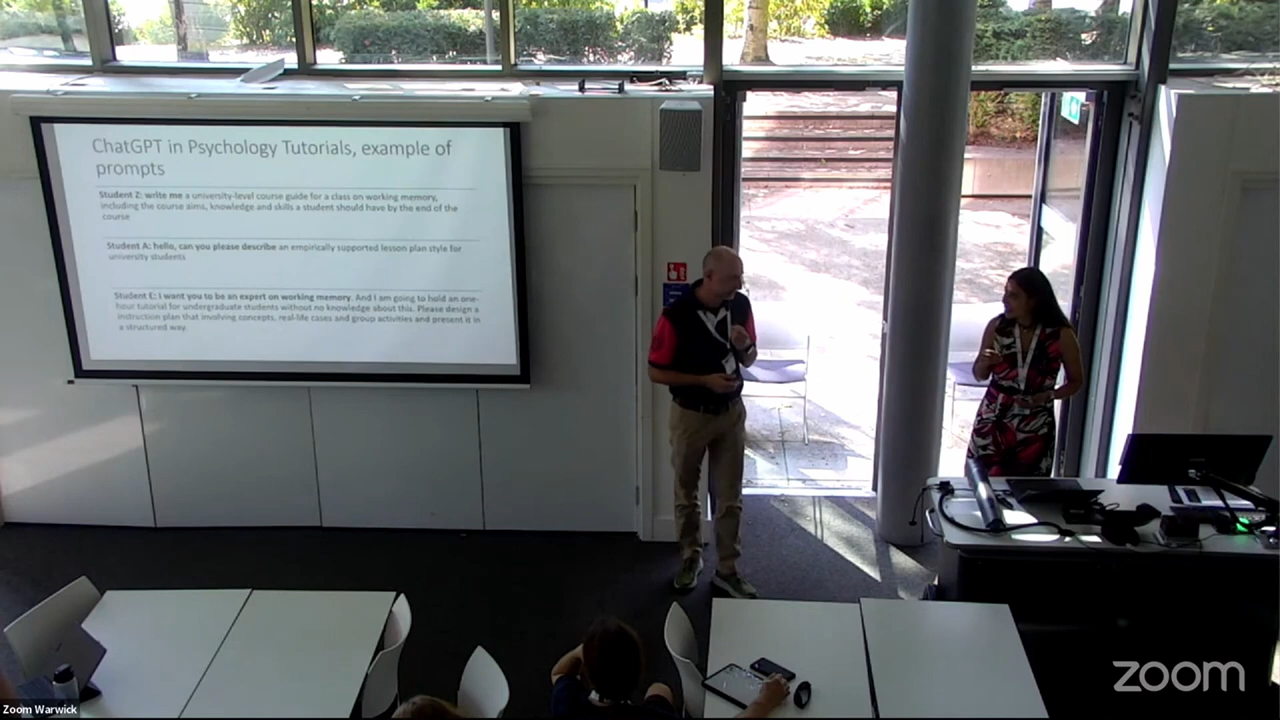 ChatGPT in Psychology Tutorials, example of
prompts
Student Z: write me a university-level course guide for a class on working memory,
including the course aims, knowledge and skills a student should have by the end of the
course
Student A: hello, can you please describe an empirically supported lesson plan style for
university students
Student E: I want you to be an expert on working memory. And I am going to hold an one-
hour tutorial for undergraduate students without no knowledge about this. Please design a
instruction plan that involving concepts, real-life cases and group activities and present it in
a structured way.
zoom
Zoom Warwick